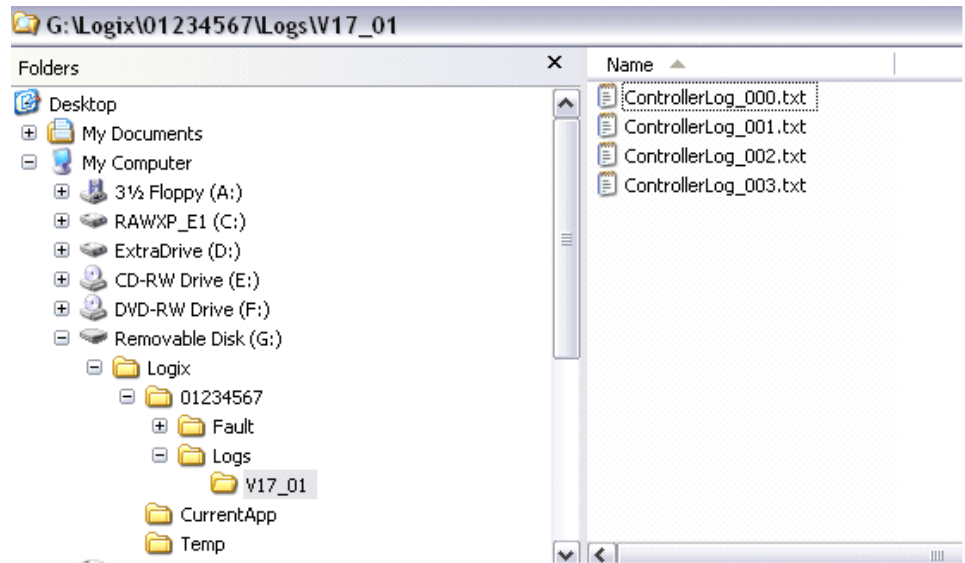 G:\Logix\01234567\Logs\V17_01
Folders
Desktop
My Documents
My Computer
3½ Floppy (A:)
RAWXP_E1 (C:)
ExtraDrive (D:)
CD-RW Drive (E:)
DVD-RW Drive (F:)
Removable Disk (G:)
Logix
01234567
Fault
Logs
V17_01
CurrentApp
Temp
Name
ControllerLog_000.txt
ControllerLog_001.txt
ControllerLog_002.txt
ControllerLog_003.txt